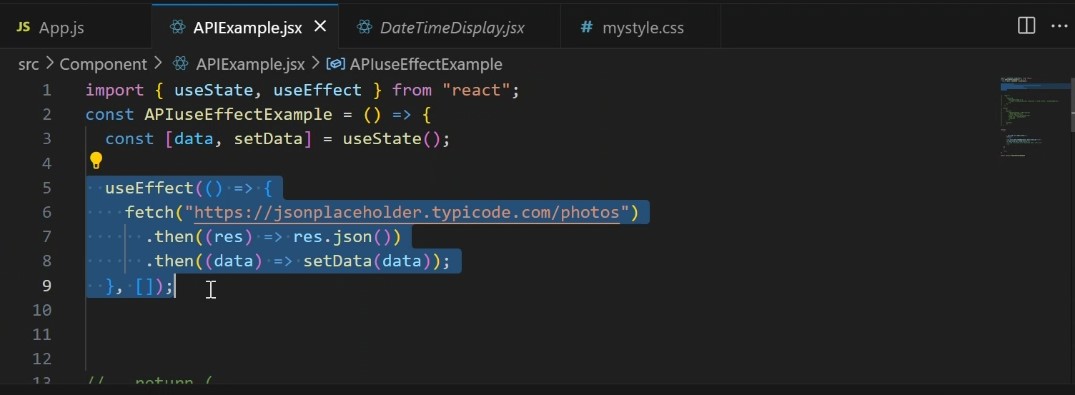 JS App.js APIExample.jsx × DateTimeDisplay.jsx # mystyle.css ...
src > Component > APIExample.jsx > APIuseEffectExample
1 import { useState, useEffect } from "react";
2 const APIuseEffectExample = () => {
3 const [data, setData] = useState();
4
5 useEffect(() => {
6 fetch("https://jsonplaceholder.typicode.com/photos")
7 .then((res) => res.json())
8 .then((data) => setData(data));
9 }, []);
10
11
12
13 // return (